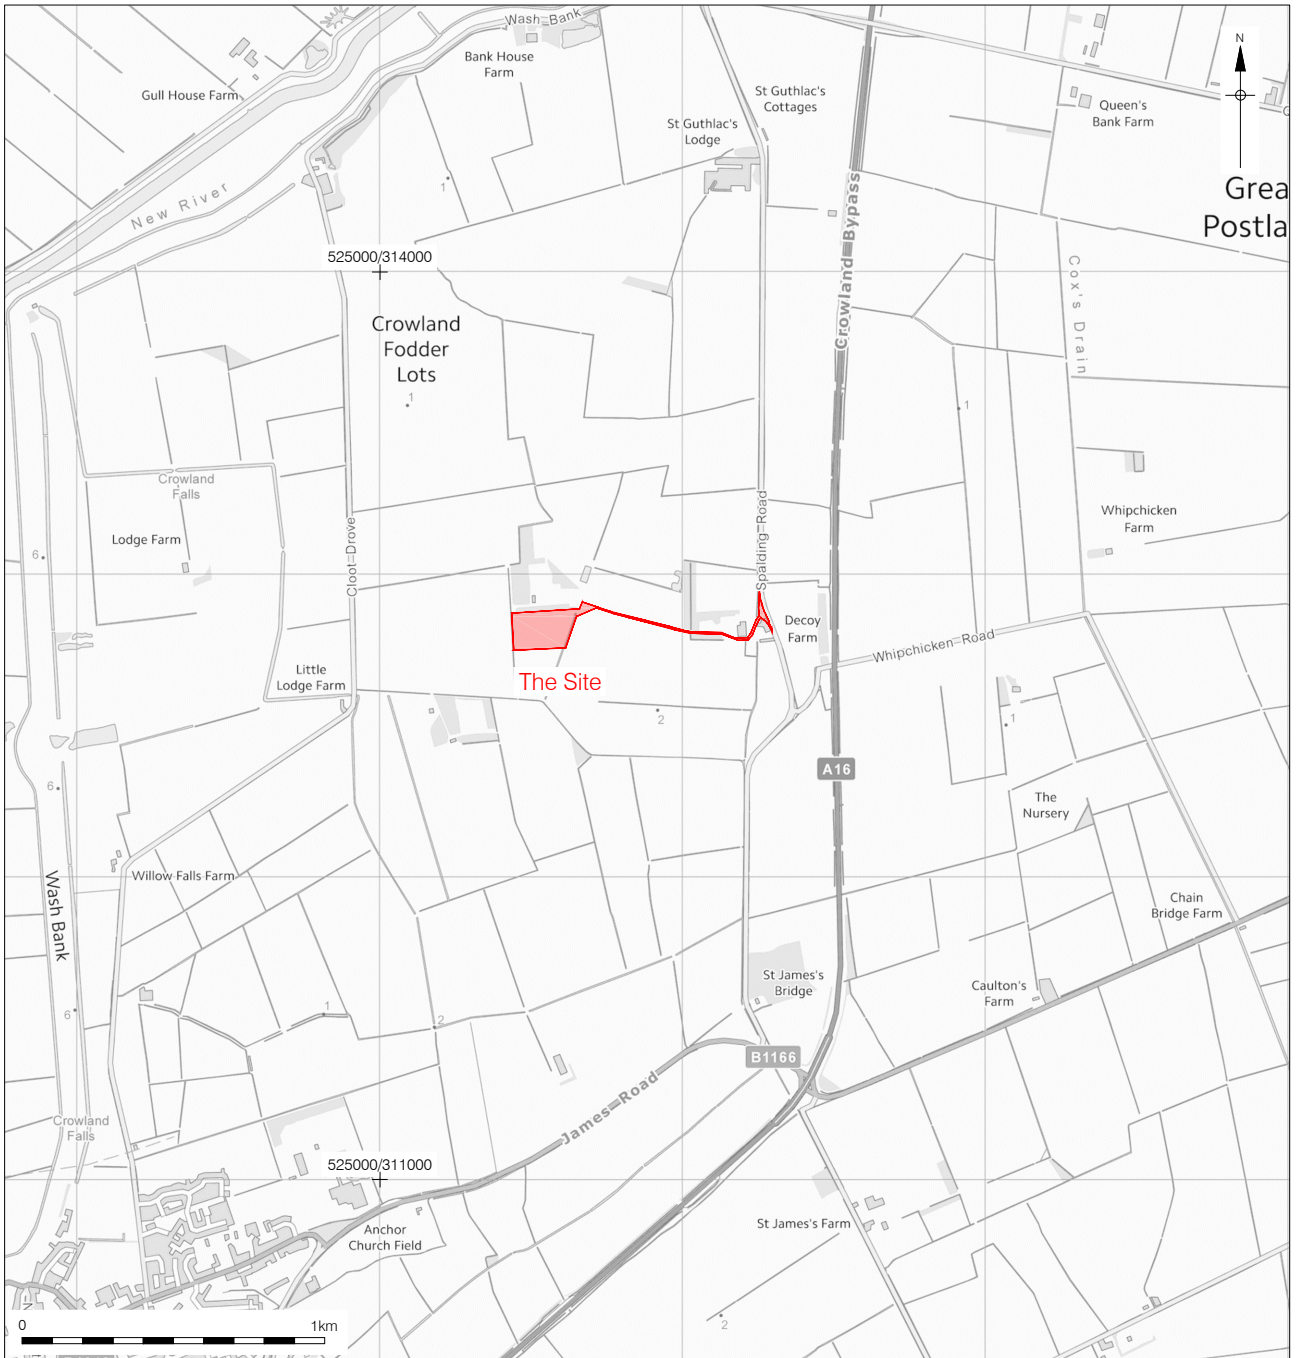 Wash Bank
Bank House
Farm
Gull House Farm
St Guthlac's
Cottages
St Guthlac's
Lodge
Queen's
Bank Farm
N
New River
1
Crowland Bypass
Grea
Postla
525000/314000
Cox's Drain
Crowland
Fodder
Lots
1
1
Crowland
Falls
Lodge Farm
6
Cloot Drove
Spalding Road
Whipchicken
Farm
Decoy
Farm
Whipchicken Road
Little
Lodge Farm
The Site
2
1
A16
6
The
Nursery
Willow Falls Farm
Wash Bank
Chain
Bridge Farm
St James's
Bridge
Caulton's
Farm
1
2
6
B1166
James Road
Crowland
Falls
525000/311000
Anchor
Church Field
St James's Farm
2
0
1km